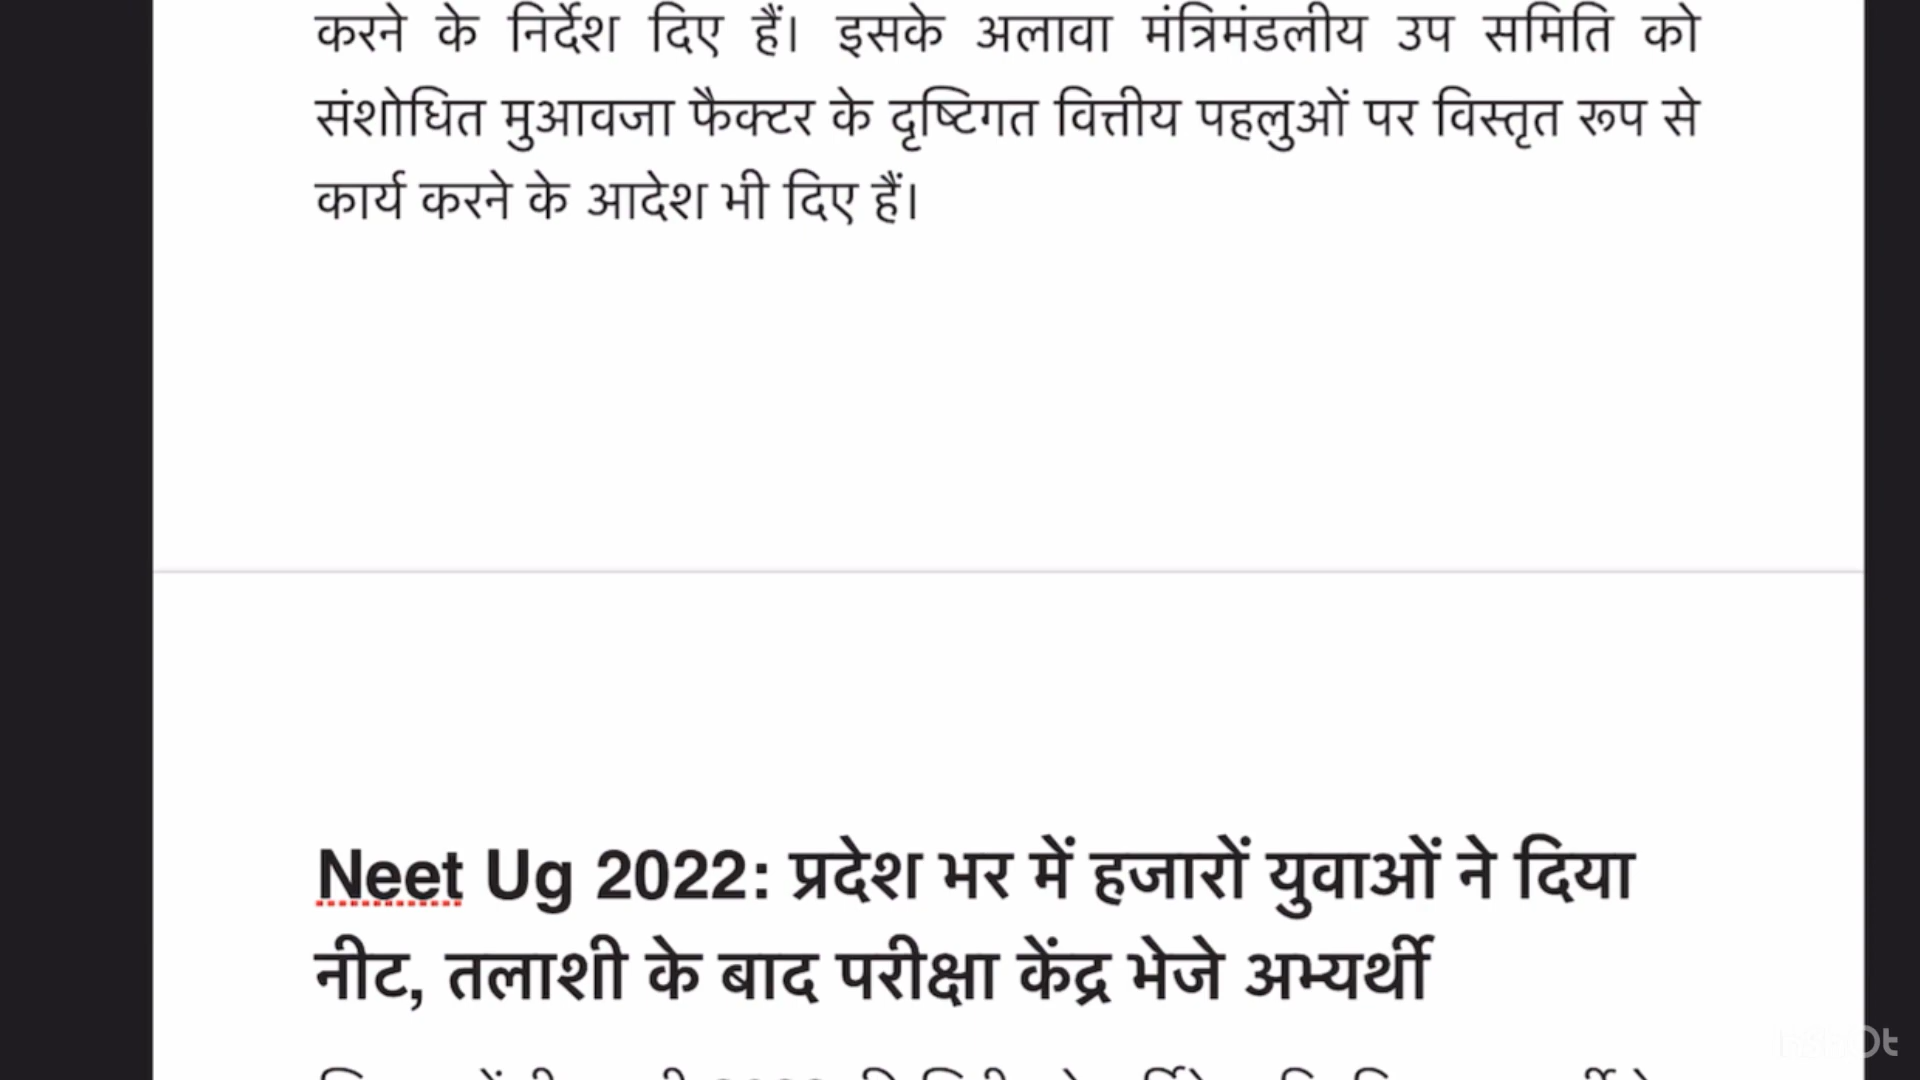 करने के निर्देश दिए हैं। इसके अलावा मंत्रिमंडलीय उप समिति को
संशोधित मुआवजा फैक्टर के दृष्टिगत वित्तीय पहलुओं पर विस्तृत रूप से
कार्य करने के आदेश भी दिए हैं।
Neet Ug 2022: प्रदेश भर में हजारों युवाओं ने दिया
नीट, तलाशी के बाद परीक्षा केंद्र भेजे अभ्यर्थी